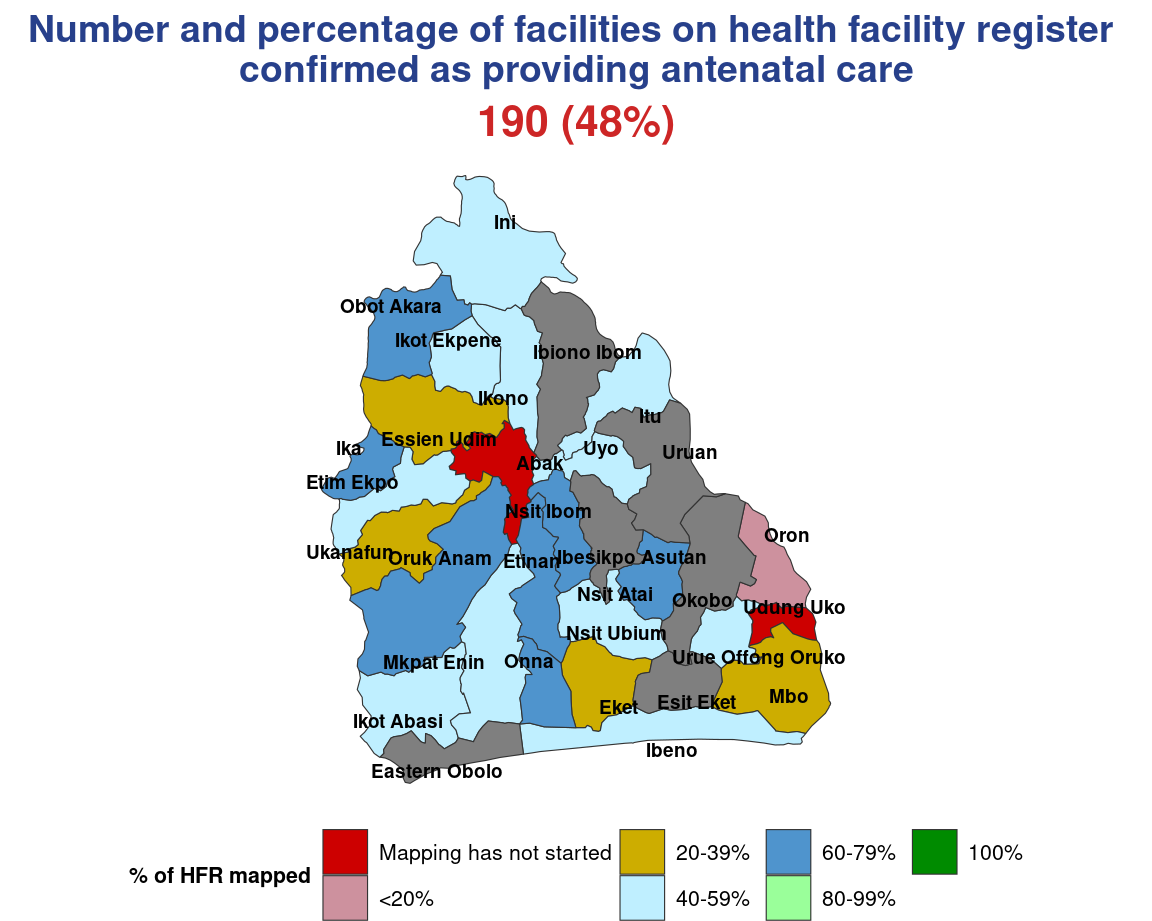 Number and percentage of facilities on health facility register
confirmed as providing antenatal care
190 (48%)
Ini
Obot Akara
Ikot Ekpene
Ibiono Ibom
Ikono
Itu
Essien Udim
Ika
Uyo
Uruan
Abak
Etim Ekpo
Nsit Ibom
Oron
Ukanafun
Oruk Anam
Etinan
Ibesikpo Asutan
Nsit Atai
Okobo
Udung Uko
Nsit Ubium
Mkpat Enin
Onna
Urue Offong Oruko
Mbo
Esit Eket
Eket
Ikot Abasi
Ibeno
Eastern Obolo
% of HFR mapped
Mapping has not started
<20%
20-39%
40-59%
60-79%
80-99%
100%